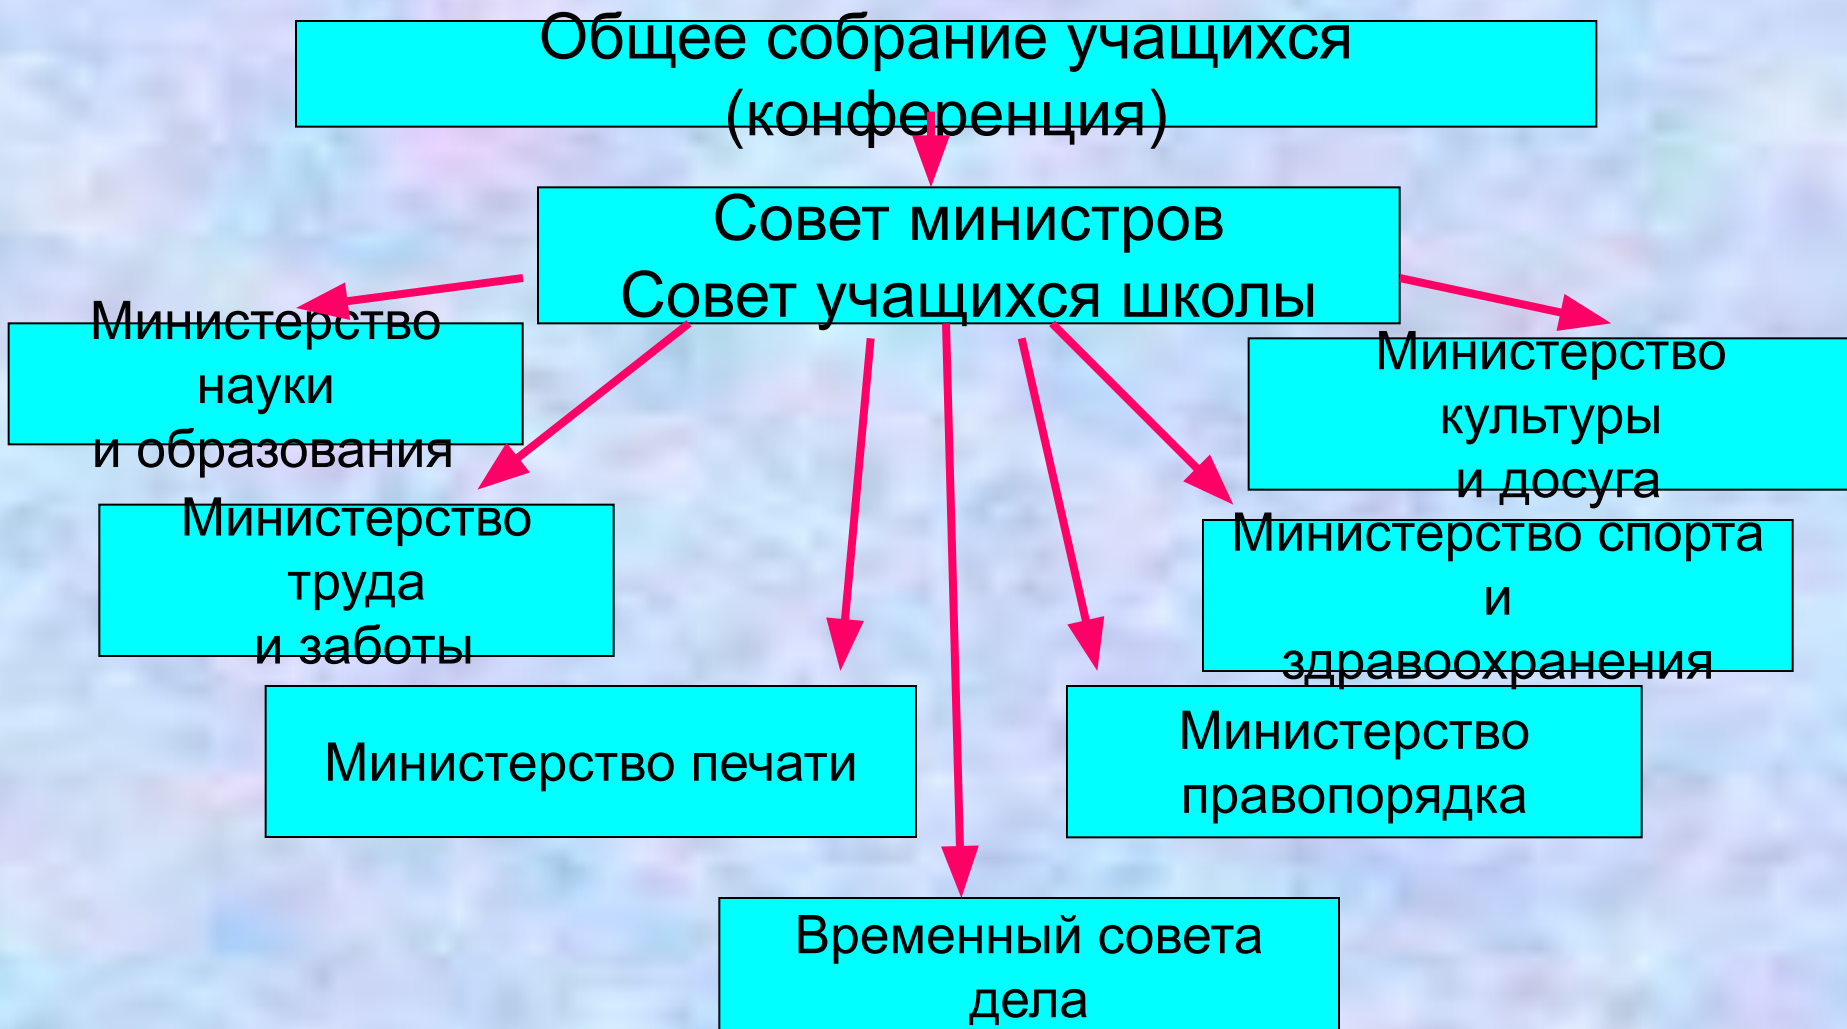 Общее собрание учащихся
(конференция)
Совет министров
Совет учащихся школы
Министерство
науки
и образования
Министерство
культуры
и досуга
Министерство
труда
и заботы
Министерство спорта
и
здравоохранения
Министерство печати
Министерство
правопорядка
Временный совета
дела